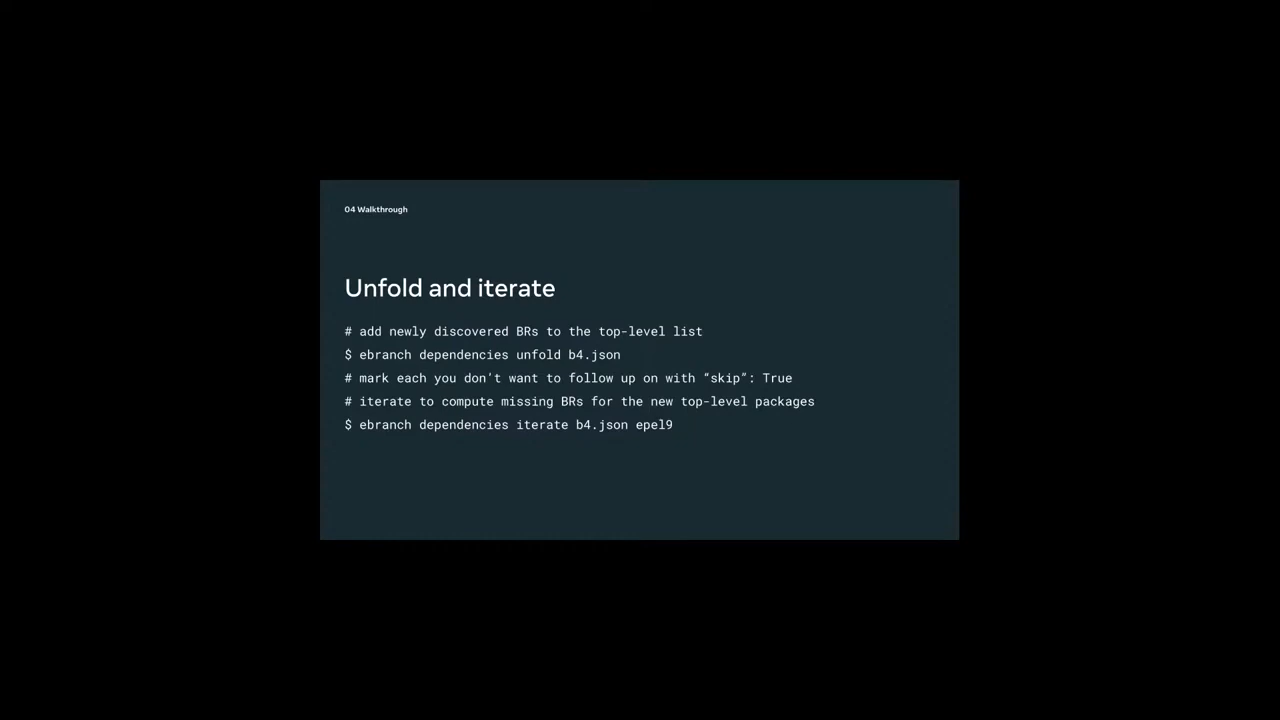 04 Walkthrough
Unfold and iterate
# add newly discovered BRs to the top-level list
$ ebranch dependencies unfold b4.json
# mark each you don't want to follow up on with “skip”: True
# iterate to compute missing BRs for the new top-level packages
$ ebranch dependencies iterate b4.json epel9